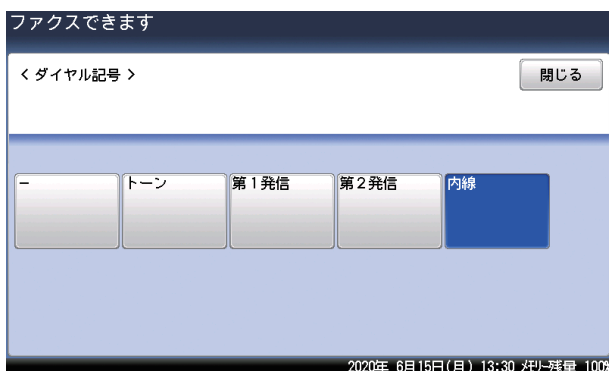 ファクスできます
< ダイヤル記号 >
閉じる
−
トーン
第1発信
第2発信
内線
2020年 6月15日(月) 13:30 メモリー残量 100%